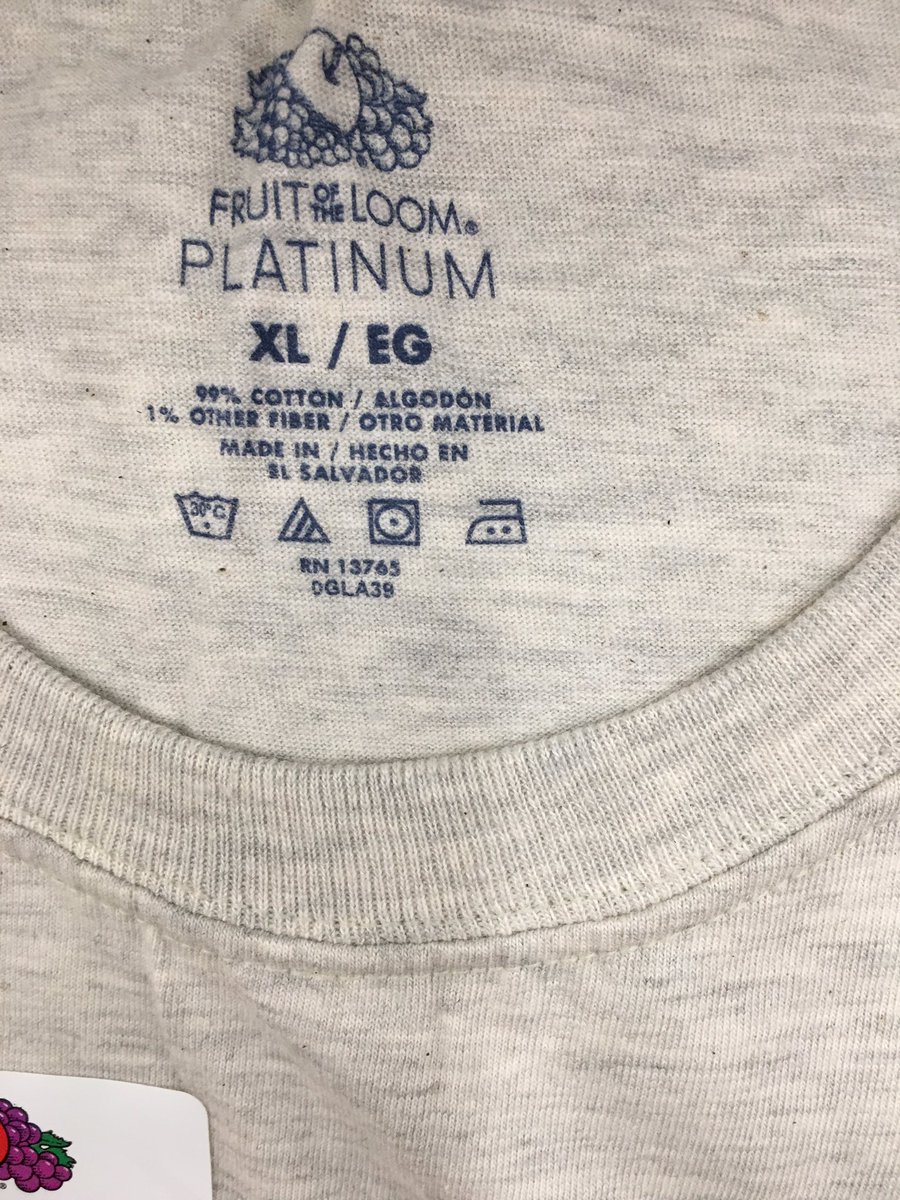 FRUIT OF THE LOOM®
PLATINUM
XL / EG
99% COTTON / ALGODÓN
1% OTHER FIBER / OTRO MATERIAL
MADE IN / HECHO EN
EL SALVADOR
30°C
RN 13765
®